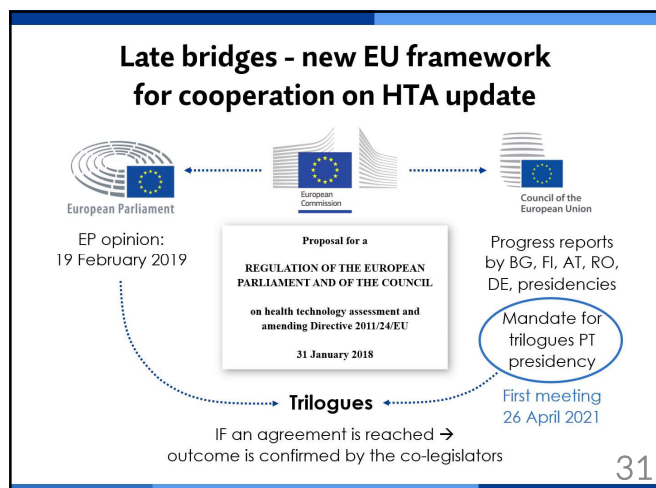 Late bridges - new EU framework
for cooperation on HTA update
European Parliament
European
Commission
Council of the
European Union
EP opinion:
19 February 2019
Proposal for a
REGULATION OF THE EUROPEAN
PARLIAMENT AND OF THE COUNCIL
on health technology assessment and
amending Directive 2011/24/EU
31 January 2018
Progress reports
by BG, FI, AT, RO,
DE, presidencies
Mandate for
trilogues PT
presidency
First meeting
26 April 2021
Trilogues
IF an agreement is reached →
outcome is confirmed by the co-legislators
31